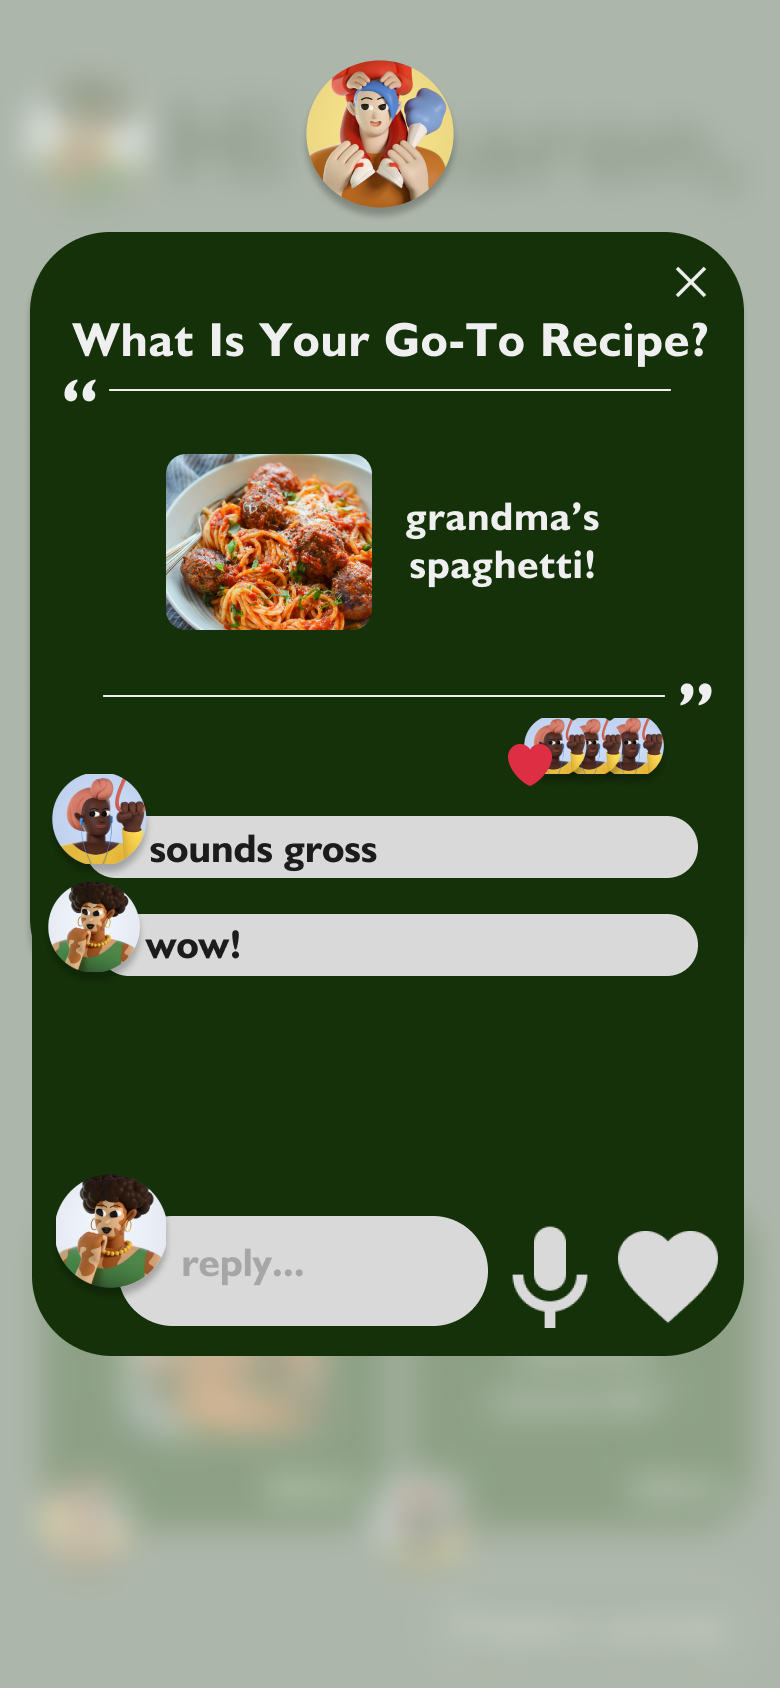 What Is Your Go-To Recipe?
“
grandma’s
spaghetti!
”
sounds gross
wow!
reply...